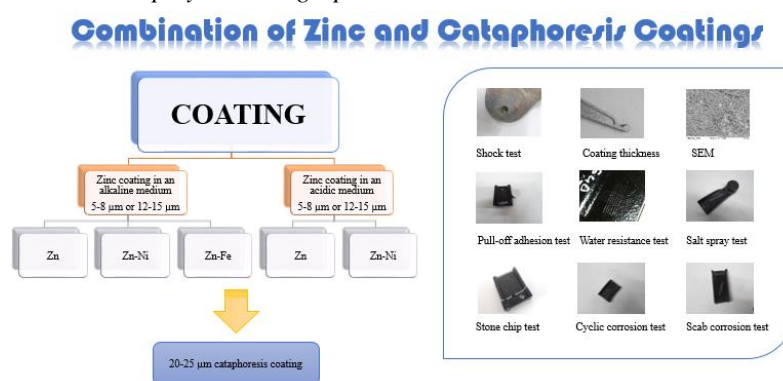 Combination of Zinc and Cataphoresis Coatings
COATING
Zinc coating in an
alkaline medium
5-8 µm or 12-15 µm
Zinc coating in an
acidic medium
5-8 µm or 12-15 µm
Zn
Zn-Ni
Zn-Fe
Zn
Zn-Ni
20-25 µm cataphoresis coating
Shock test
Coating thickness
SEM
Pull-off adhesion test
Water resistance test
Salt spray test
Stone chip test
Cyclic corrosion test
Scab corrosion test